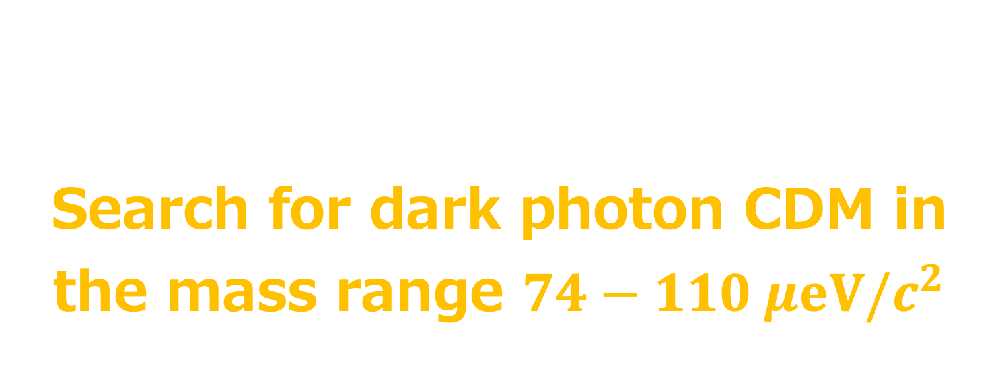 Search for dark photon CDM in
the mass range 74 − 110 μeV/c²